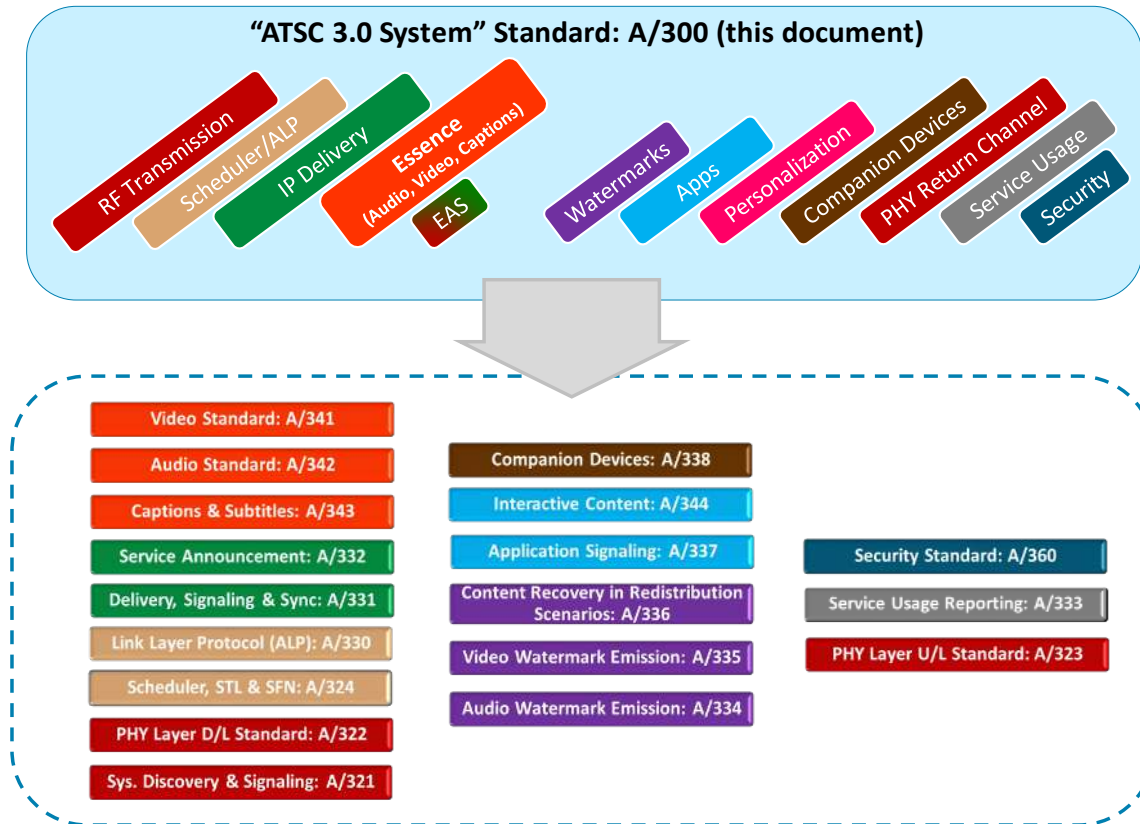 “ATSC 3.0 System” Standard: A/300 (this document)
RF Transmission
Scheduler/ALP
IP Delivery
Essence
(Audio, Video, Captions)
EAS
Watermarks
Apps
Personalization
Companion Devices
PHY Return Channel
Service Usage
Security
Video Standard: A/341
Audio Standard: A/342
Captions & Subtitles: A/343
Service Announcement: A/332
Delivery, Signaling & Sync: A/331
Link Layer Protocol (ALP): A/330
Scheduler, STL & SFN: A/324
PHY Layer D/L Standard: A/322
Sys. Discovery & Signaling: A/321
Companion Devices: A/338
Interactive Content: A/344
Application Signaling: A/337
Content Recovery in Redistribution
Scenarios: A/336
Video Watermark Emission: A/335
Audio Watermark Emission: A/334
Security Standard: A/360
Service Usage Reporting: A/333
PHY Layer U/L Standard: A/323